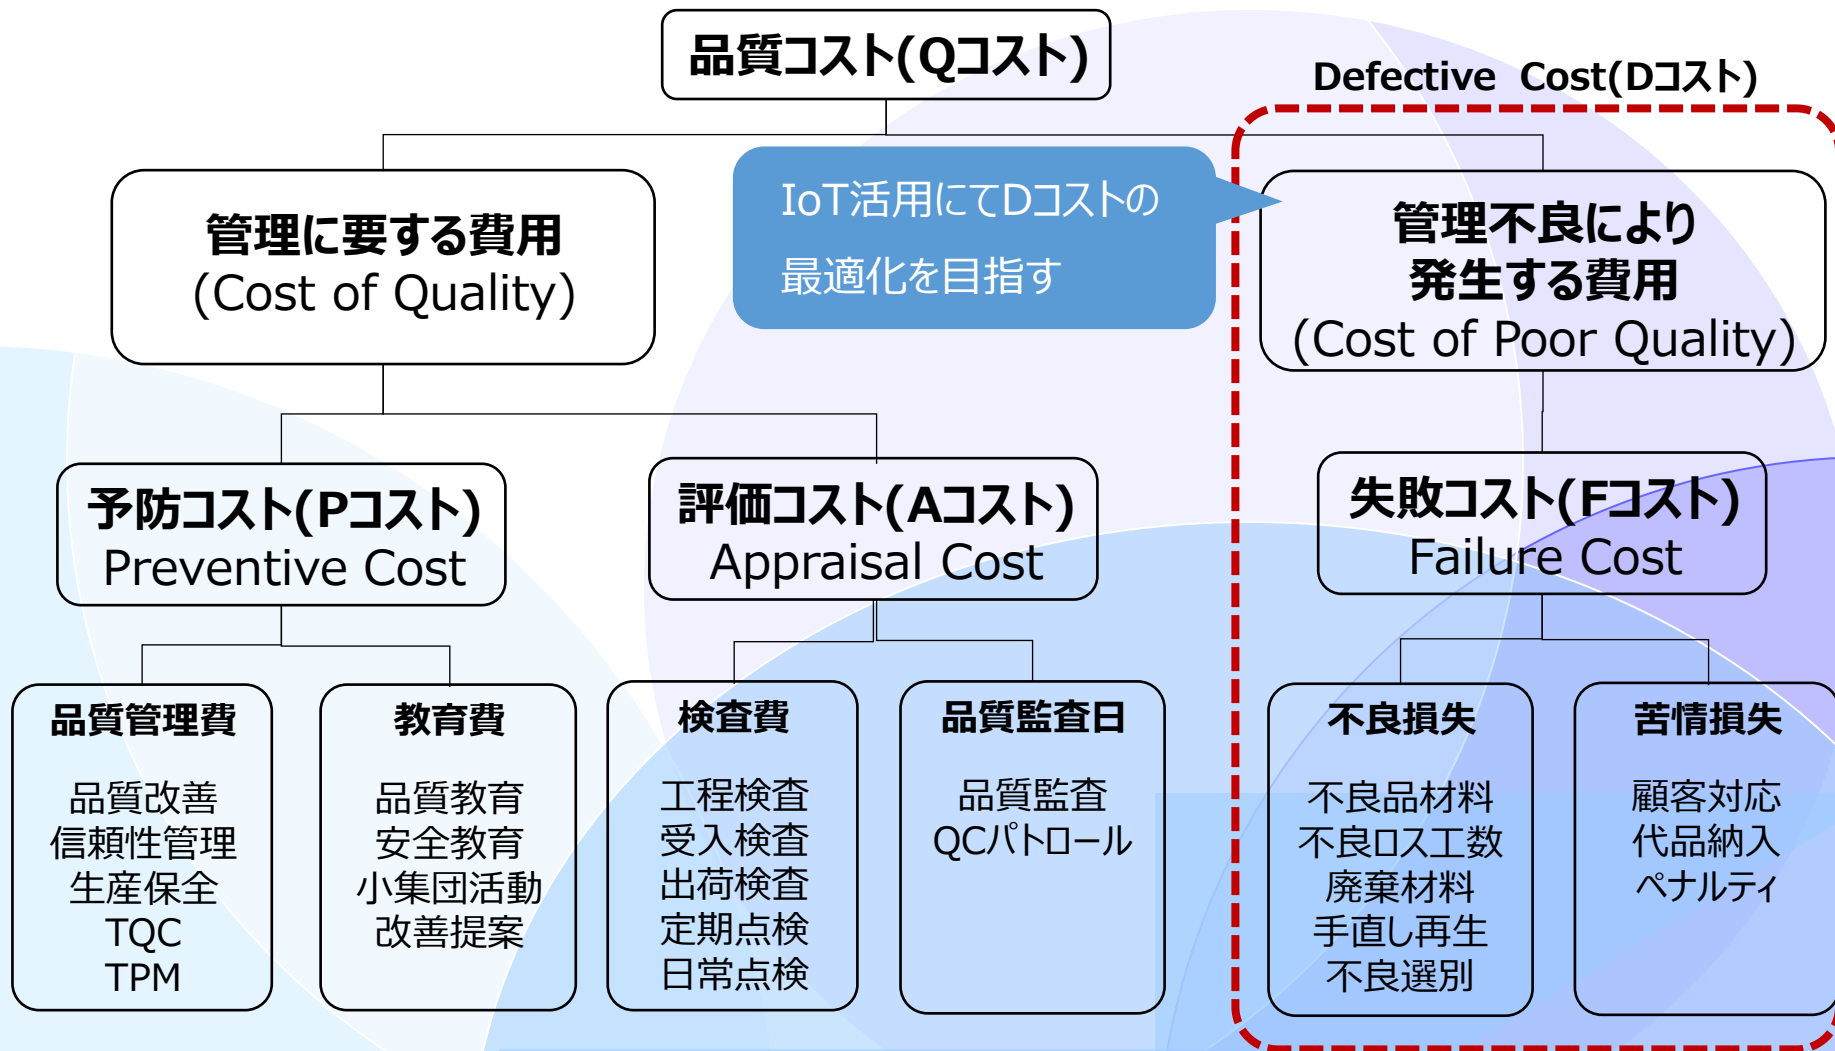 品質コスト(Qコスト)
Defective Cost(Dコスト)
管理に要する費用
(Cost of Quality)
IoT活用にてDコストの
最適化を目指す
管理不良により
発生する費用
(Cost of Poor Quality)
予防コスト(Pコスト)
Preventive Cost
評価コスト(Aコスト)
Appraisal Cost
失敗コスト(Fコスト)
Failure Cost
品質管理費
品質改善
信頼性管理
生産保全
TQC
TPM
教育費
品質教育
安全教育
小集団活動
改善提案
検査費
工程検査
受入検査
出荷検査
定期点検
日常点検
品質監査日
品質監査
QCパトロール
不良損失
不良品材料
不良ロス工数
廃棄材料
手直し再生
不良選別
苦情損失
顧客対応
代品納入
ペナルティ